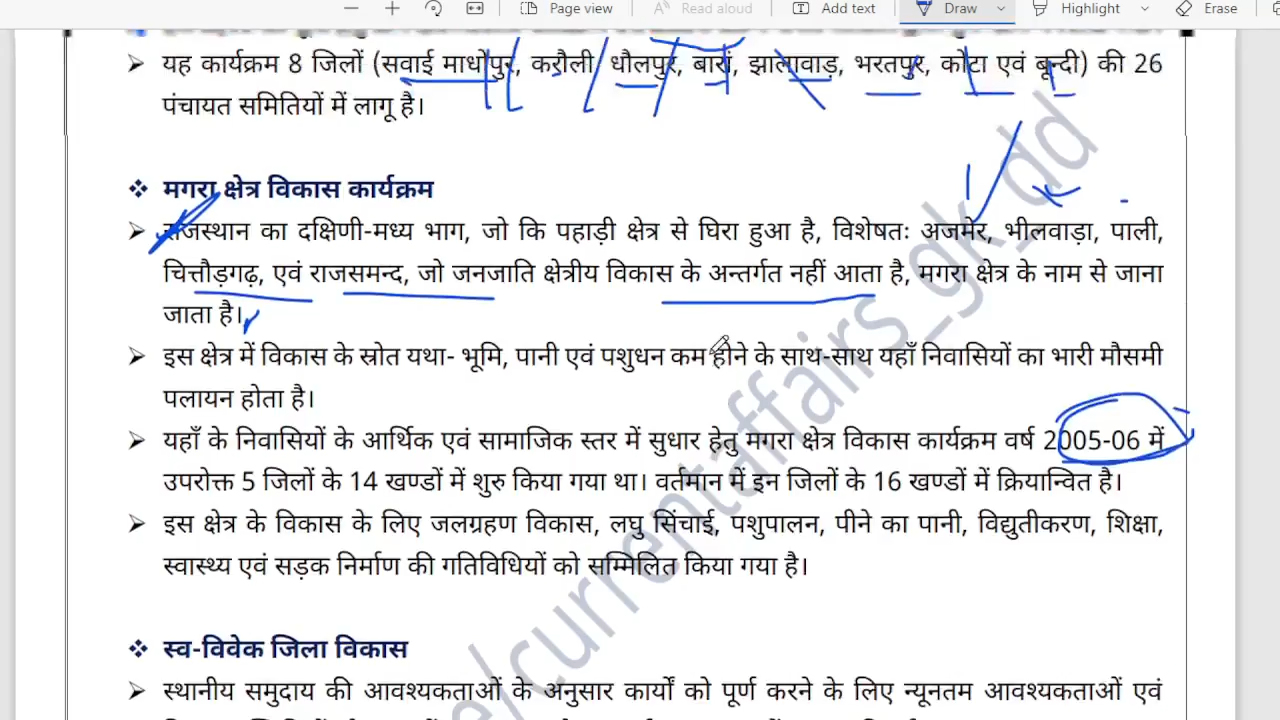 Page view
Read aloud
Add text
Draw
Highlight
Erase
यह कार्यक्रम 8 जिलों (सवाई माधोपुर, करौली धौलपुर, बारां, झालावाड़, भरतपुर, कोटा एवं बून्दी) की 26
पंचायत समितियों में लागू है।
मगरा क्षेत्र विकास कार्यक्रम
राजस्थान का दक्षिणी-मध्य भाग, जो कि पहाड़ी क्षेत्र से घिरा हुआ है, विशेषतः अजमेर, भीलवाड़ा, पाली,
चित्तौड़गढ़, एवं राजसमन्द, जो जनजाति क्षेत्रीय विकास के अन्तर्गत नहीं आता है, मगरा क्षेत्र के नाम से जाना
जाता है।
इस क्षेत्र में विकास के स्रोत यथा- भूमि, पानी एवं पशुधन कम होने के साथ-साथ यहाँ निवासियों का भारी मौसमी
पलायन होता है।
यहाँ के निवासियों के आर्थिक एवं सामाजिक स्तर में सुधार हेतु मगरा क्षेत्र विकास कार्यक्रम वर्ष 2005-06 में
उपरोक्त 5 जिलों के 14 खण्डों में शुरु किया गया था। वर्तमान में इन जिलों के 16 खण्डों में क्रियान्वित है।
इस क्षेत्र के विकास के लिए जलग्रहण विकास, लघु सिंचाई, पशुपालन, पीने का पानी, विद्युतीकरण, शिक्षा,
स्वास्थ्य एवं सड़क निर्माण की गतिविधियों को सम्मिलित किया गया है।
स्व-विवेक जिला विकास
स्थानीय समुदाय की आवश्यकताओं के अनुसार कार्यों को पूर्ण करने के लिए न्यूनतम आवश्यकताओं एवं
e/currentaffairs_gk_dd